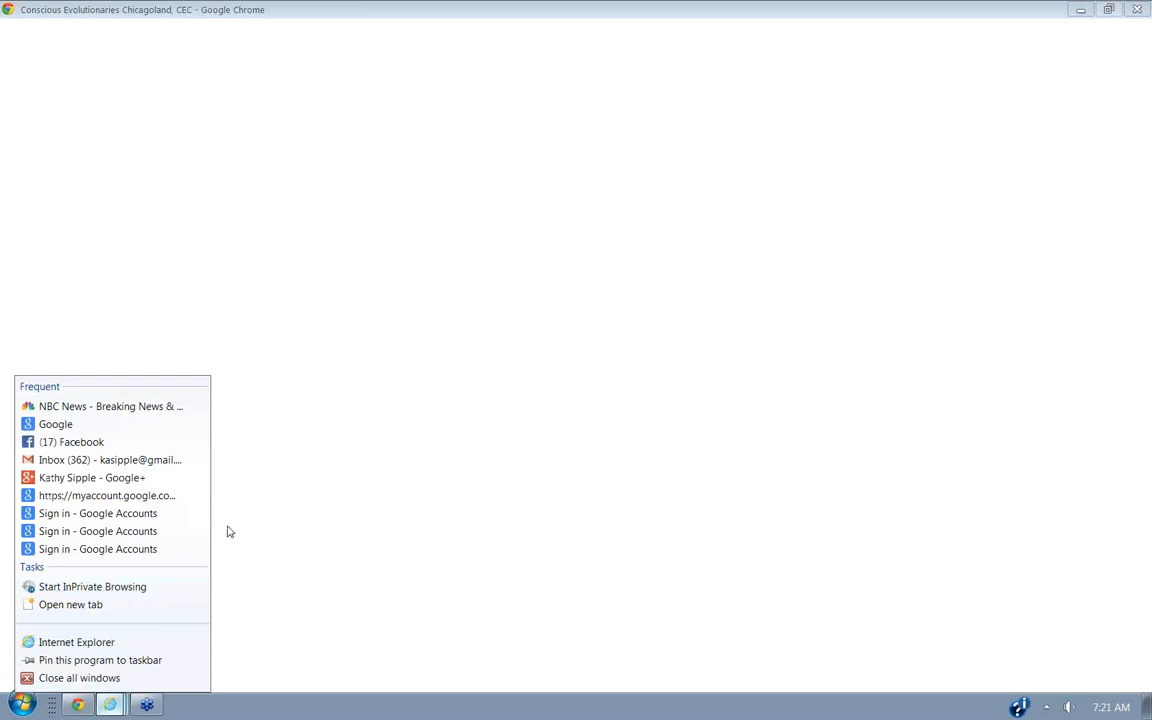 Conscious Evolutionaries Chicagoland, CEC - Google Chrome
Frequent
NBC News - Breaking News & ...
Google
(17) Facebook
Inbox (362) - kasipple@gmail....
Kathy Sipple - Google+
https://myaccount.google.co...
Sign in - Google Accounts
Sign in - Google Accounts
Sign in - Google Accounts
Tasks
Start InPrivate Browsing
Open new tab
Internet Explorer
Pin this program to taskbar
Close all windows
7:21 AM